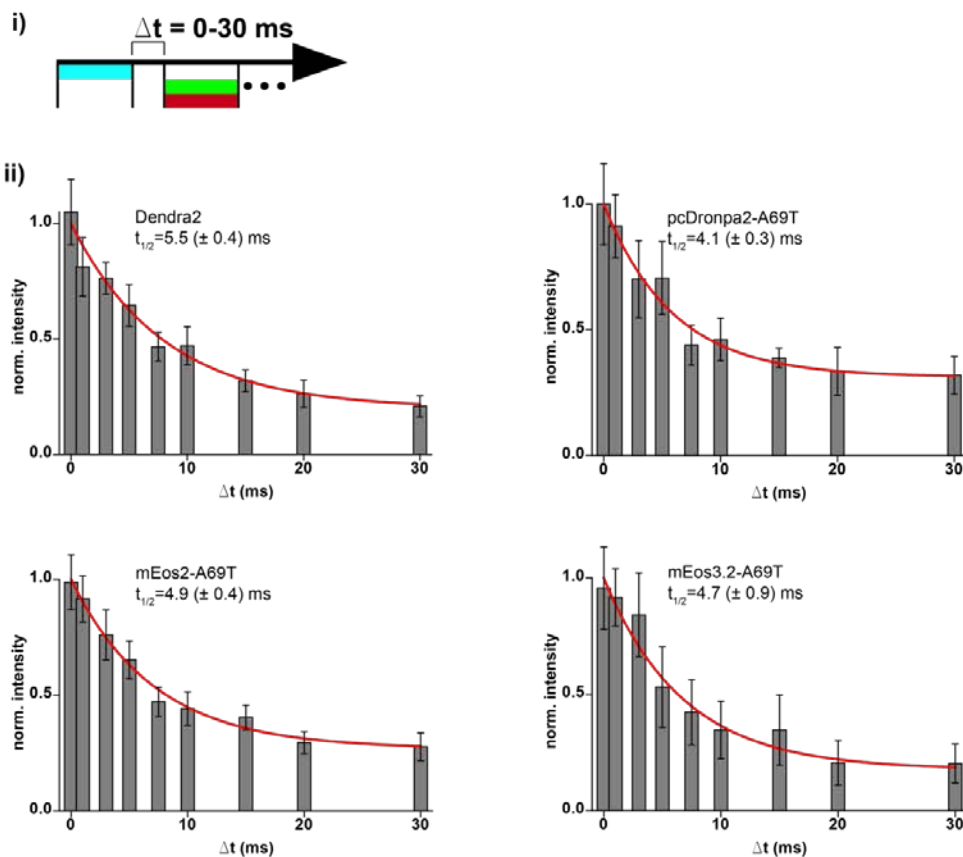 i)
Δt = 0-30 ms
ii)
norm. intensity
1.0
0.5
0.0
Dendra2
t1/2=5.5 (± 0.4) ms
0
10
20
30
Δt (ms)
norm. intensity
1.0
0.5
0.0
pcDronpa2-A69T
t1/2=4.1 (± 0.3) ms
0
10
20
30
Δt (ms)
norm. intensity
1.0
0.5
0.0
mEos2-A69T
t1/2=4.9 (± 0.4) ms
0
10
20
30
Δt (ms)
norm. intensity
1.0
0.5
0.0
mEos3.2-A69T
t1/2=4.7 (± 0.9) ms
0
10
20
30
Δt (ms)